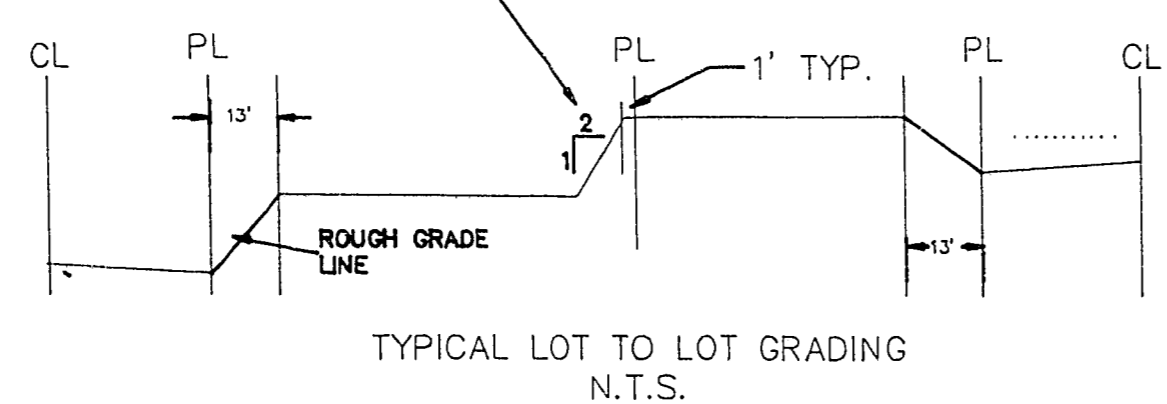 CL
PL
PL
PL
CL
1' TYP.
13'
2
1
ROUGH GRADE
LINE
13'
TYPICAL LOT TO LOT GRADING
N.T.S.